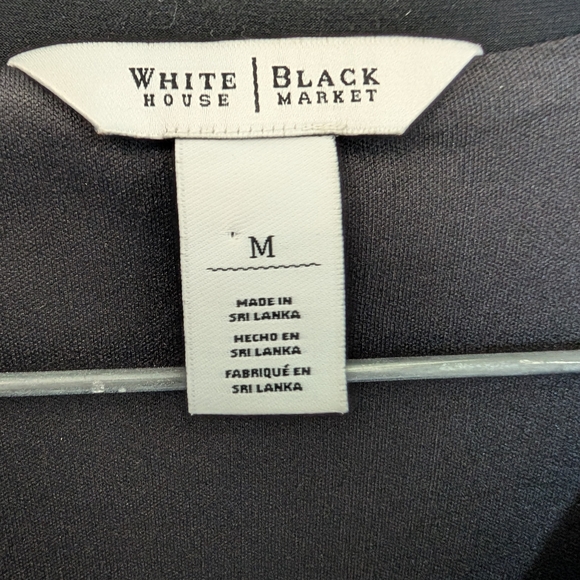 WHITE | BLACK
HOUSE | MARKET
M
MADE IN
SRI LANKA
HECHO EN
SRI LANKA
FABRIQUÉ EN
SRI LANKA